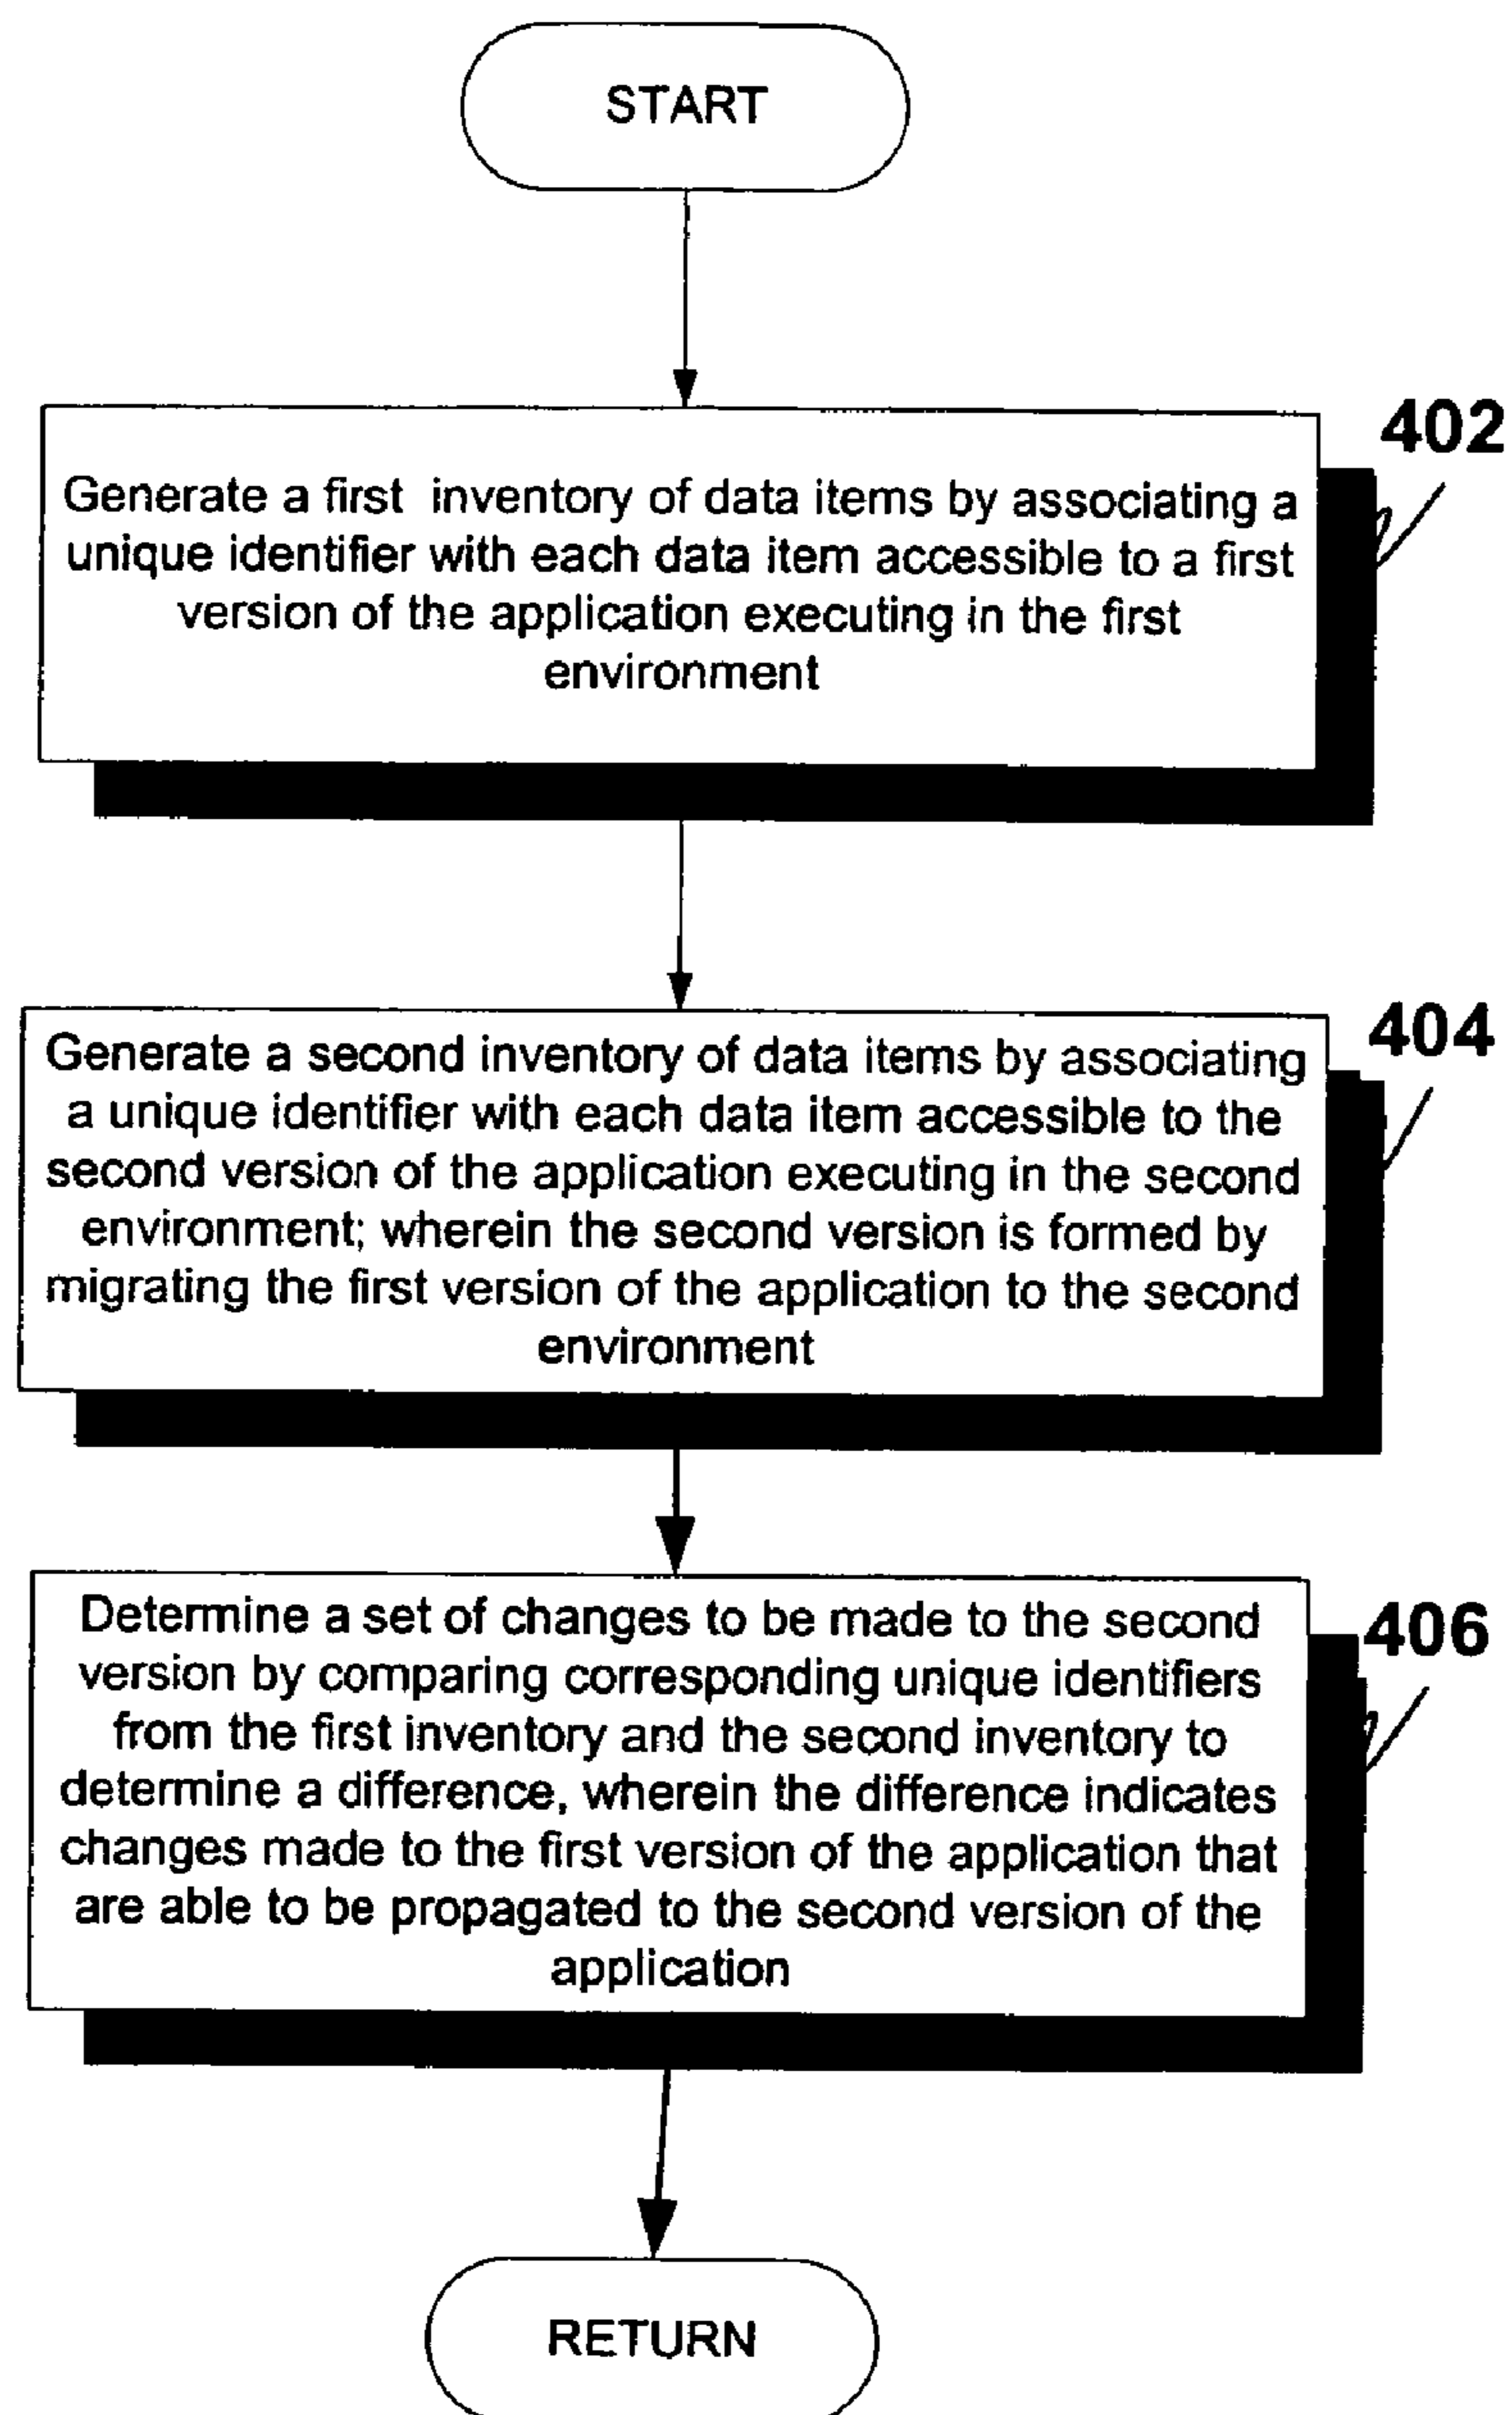 START
402
Generate a first inventory of data items by associating a
unique identifier with each data item accessible to a first
version of the application executing in the first
environment
404
Generate a second inventory of data items by associating
a unique identifier with each data item accessible to the
second version of the application executing in the second
environment; wherein the second version is formed by
migrating the first version of the application to the second
environment
406
Determine a set of changes to be made to the second
version by comparing corresponding unique identifiers
from the first inventory and the second inventory to
determine a difference, wherein the difference indicates
changes made to the first version of the application that
are able to be propagated to the second version of the
application
RETURN